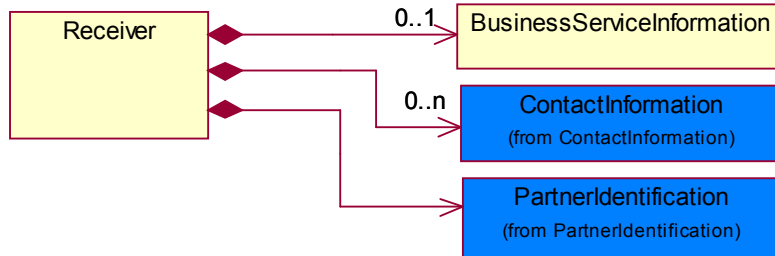 Receiver
0..1
BusinessServiceInformation
0..n
ContactInformation
(from ContactInformation)
PartnerIdentification
(from PartnerIdentification)